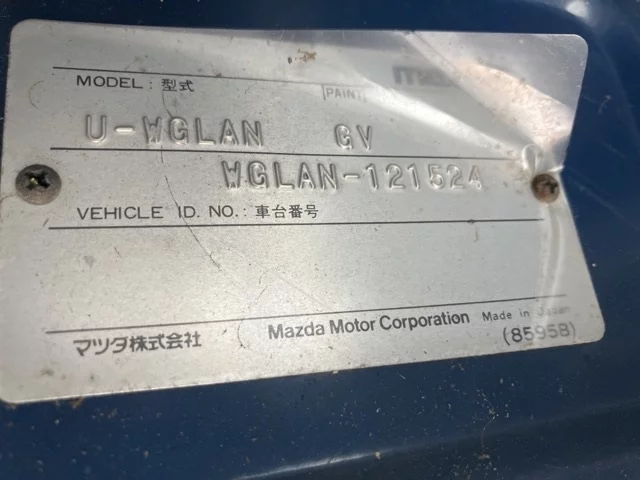 MODEL: 型式
PAINT
U-WGLAN GV
WGLAN-121524
VEHICLE ID. NO.: 車台番号
マツダ株式会社 Mazda Motor Corporation Made in Japan
(8595B)